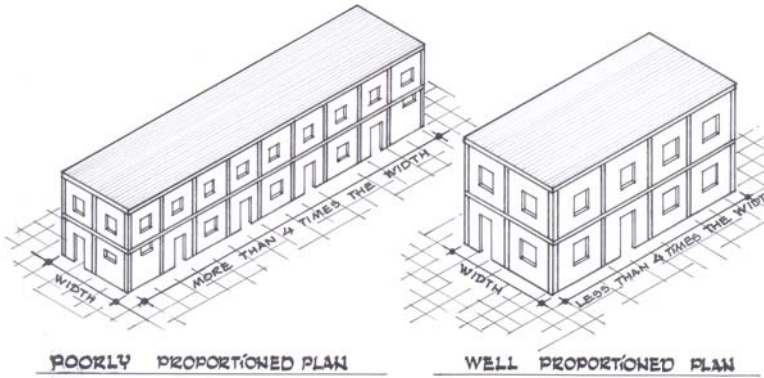 WIDTH
MORE THAN 4 TIMES THE WIDTH
POORLY PROPORTIONED PLAN
WIDTH
LESS THAN 4 TIMES THE WIDT
WELL PROPORTIONED PLAN